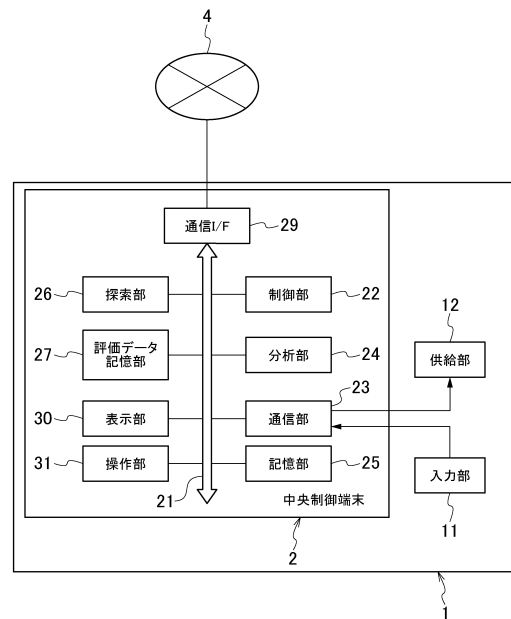 4
通信I/F
29
26
探索部
制御部
22
12
27
評価データ
記憶部
分析部
24
供給部
23
30
表示部
通信部
31
操作部
記憶部
25
入力部
21
中央制御端末
11
2
1